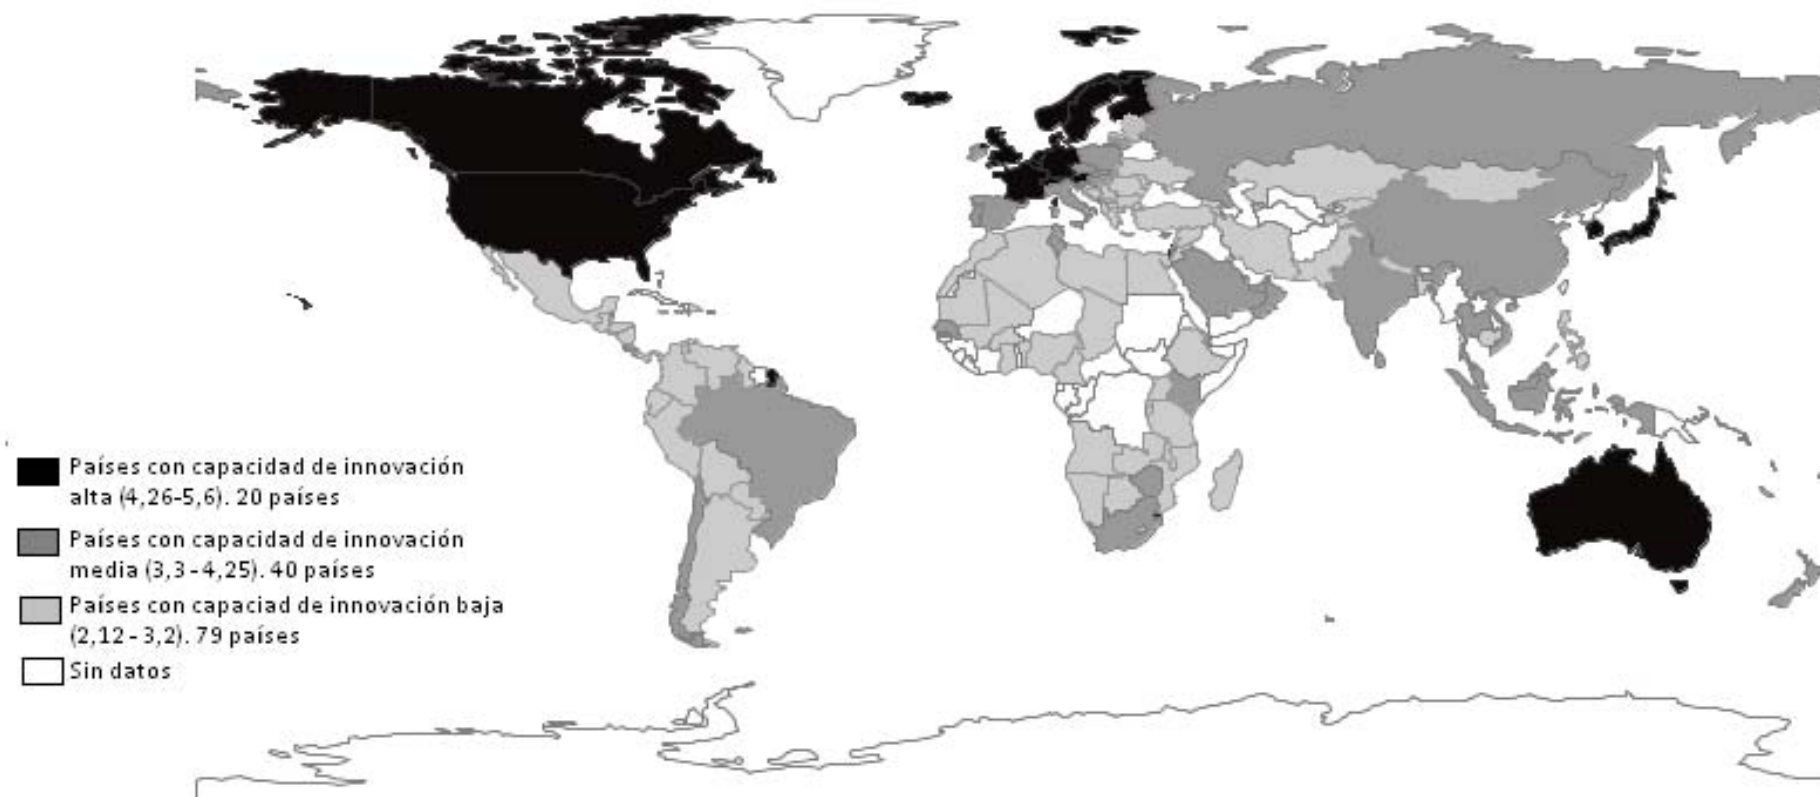 Países con capacidad de innovación
alta (4,26-5,6). 20 países
Países con capacidad de innovación
media (3,3-4,25). 40 países
Países con capaciad de innovación baja
(2,12 - 3,2). 79 países
Sin datos